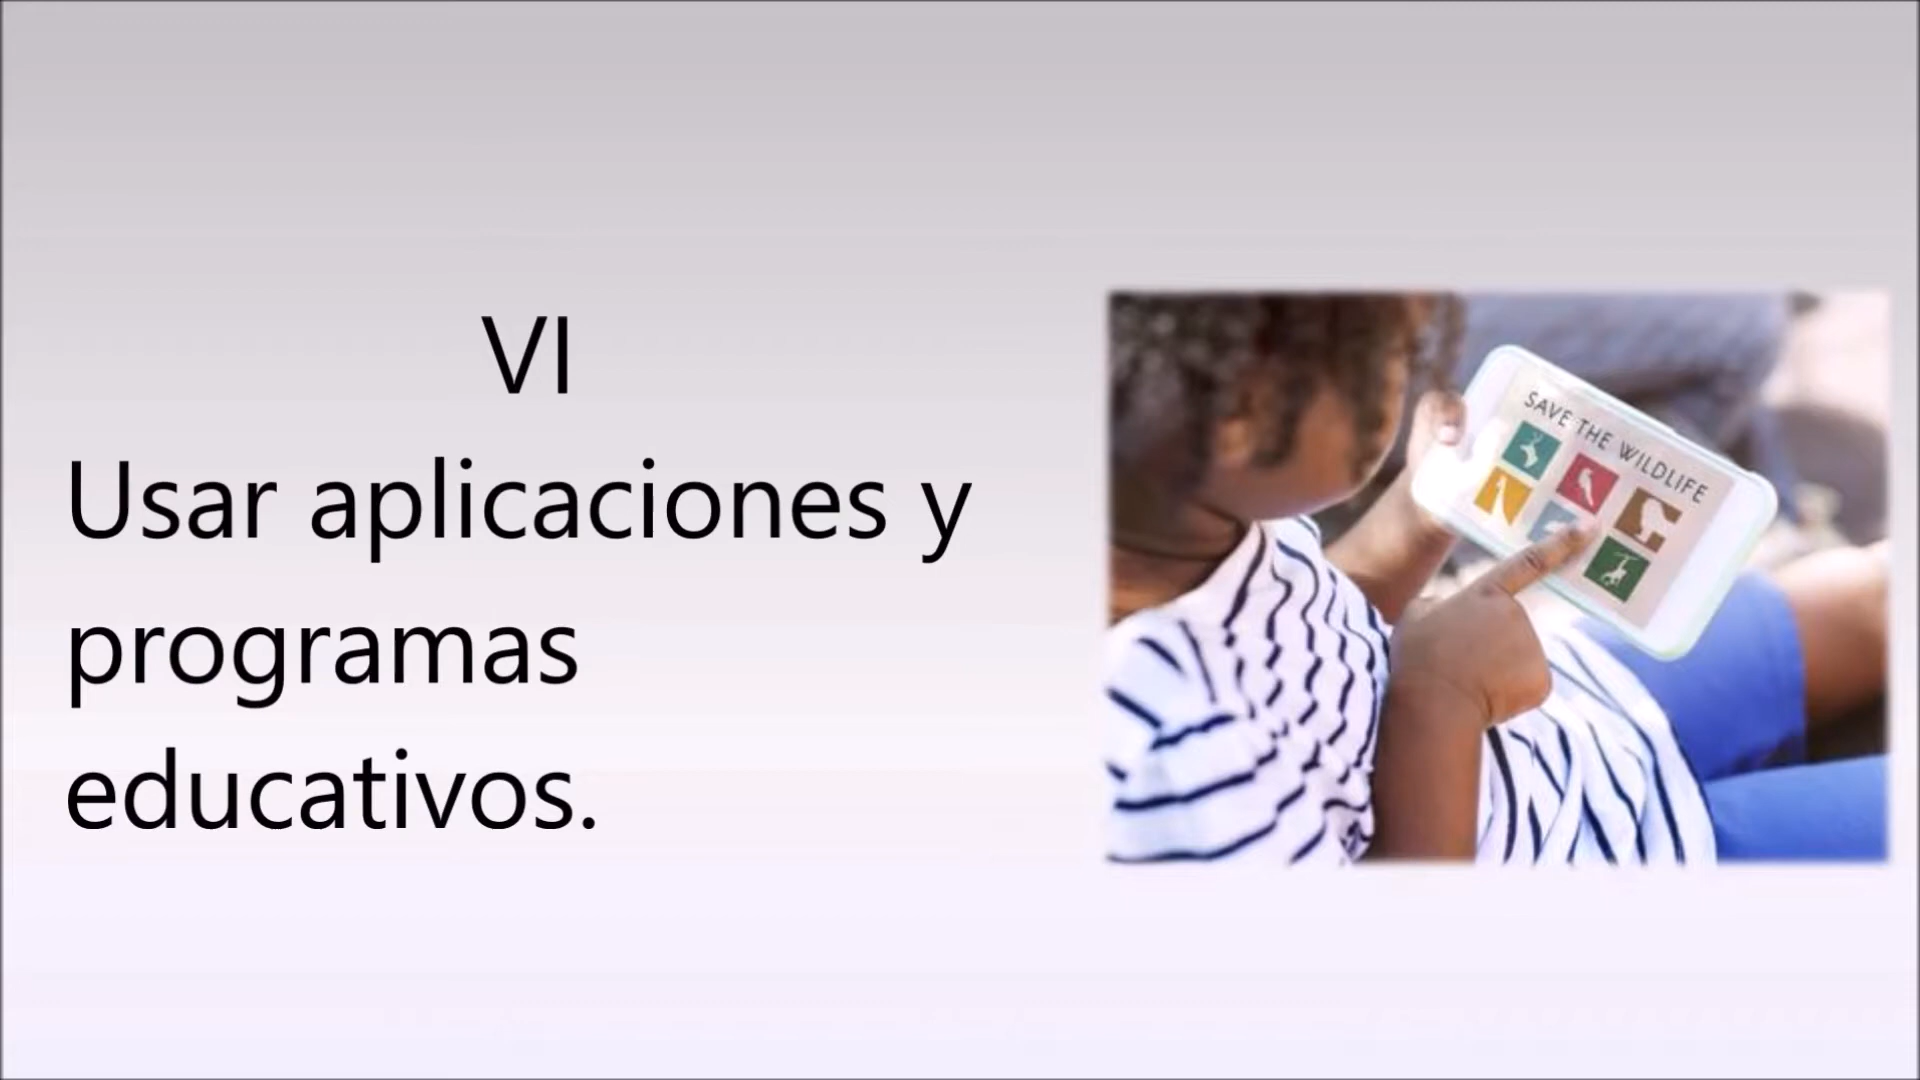 VI
Usar aplicaciones y
programas
educativos.
SAVE THE WILDLIFE